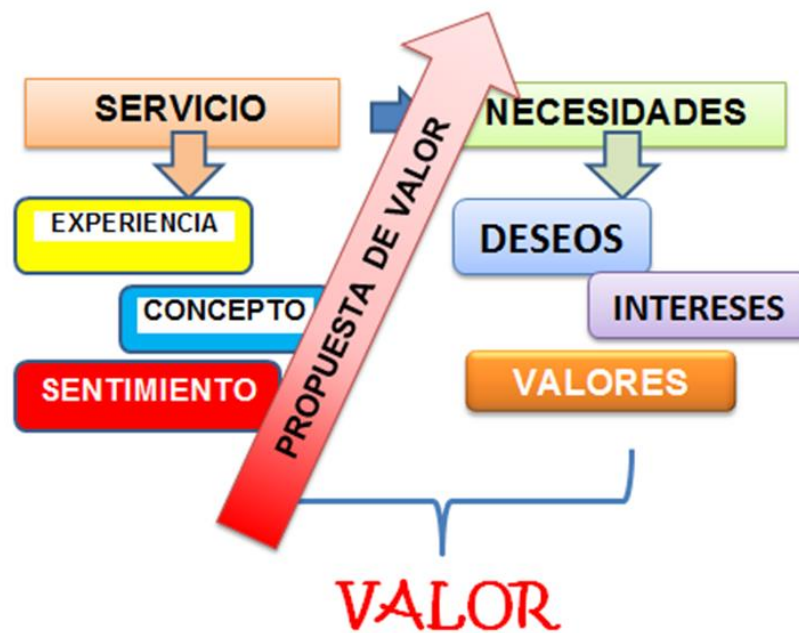 SERVICIO
NECESIDADES
EXPERIENCIA
CONCEPTO
SENTIMIENTO
PROPUESTA DE VALOR
DESEOS
INTERESES
VALORES
VALOR